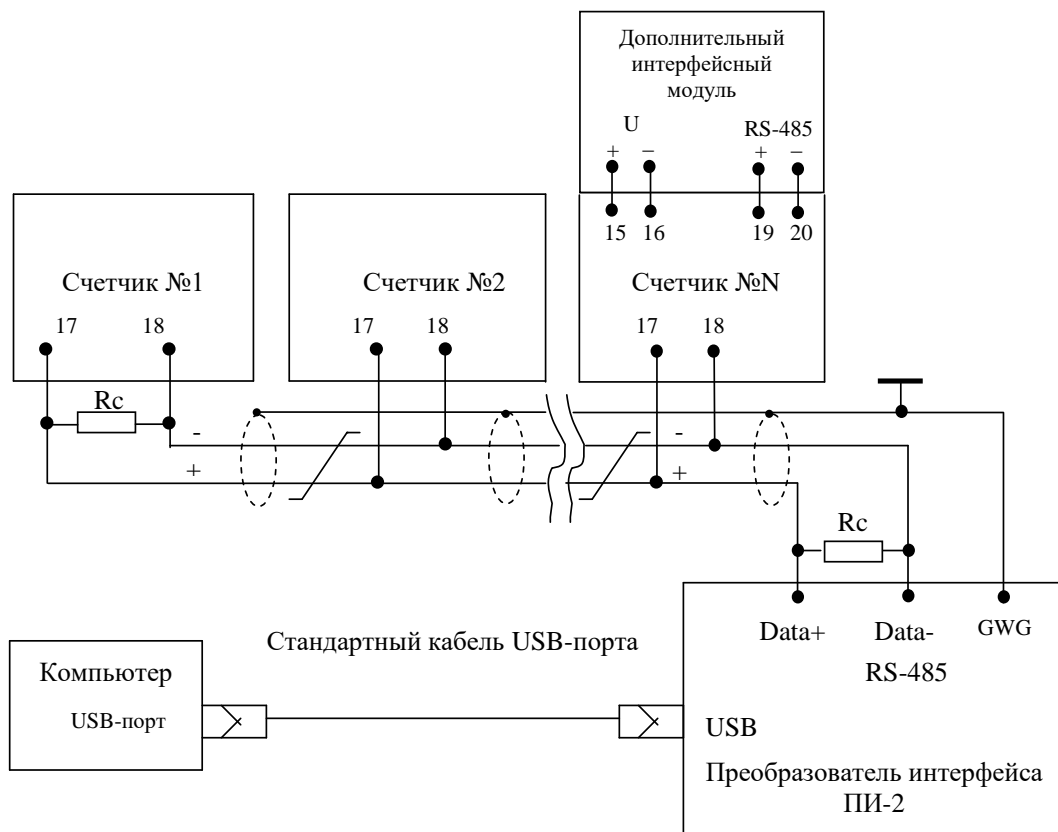 Дополнительный
интерфейсный
модуль
U
RS-485
+ −
+ −
15 16
19 20
Счетчик №1
Счетчик №2
Счетчик №N
17 18
17 18
17 18
Rc
-
+
-
+
Rc
Data+
Data-
GWG
RS-485
Стандартный кабель USB-порта
Компьютер
USB-порт
USB
Преобразователь интерфейса
ПИ-2